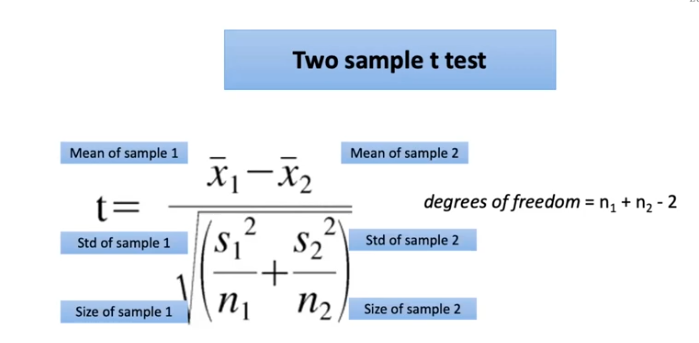 Two sample t test
Mean of sample 1
Mean of sample 2
t= (x̄₁−x̄₂) / √(s₁²/n₁ + s₂²/n₂)
degrees of freedom = n₁ + n₂ - 2
Std of sample 1
Std of sample 2
Size of sample 1
Size of sample 2